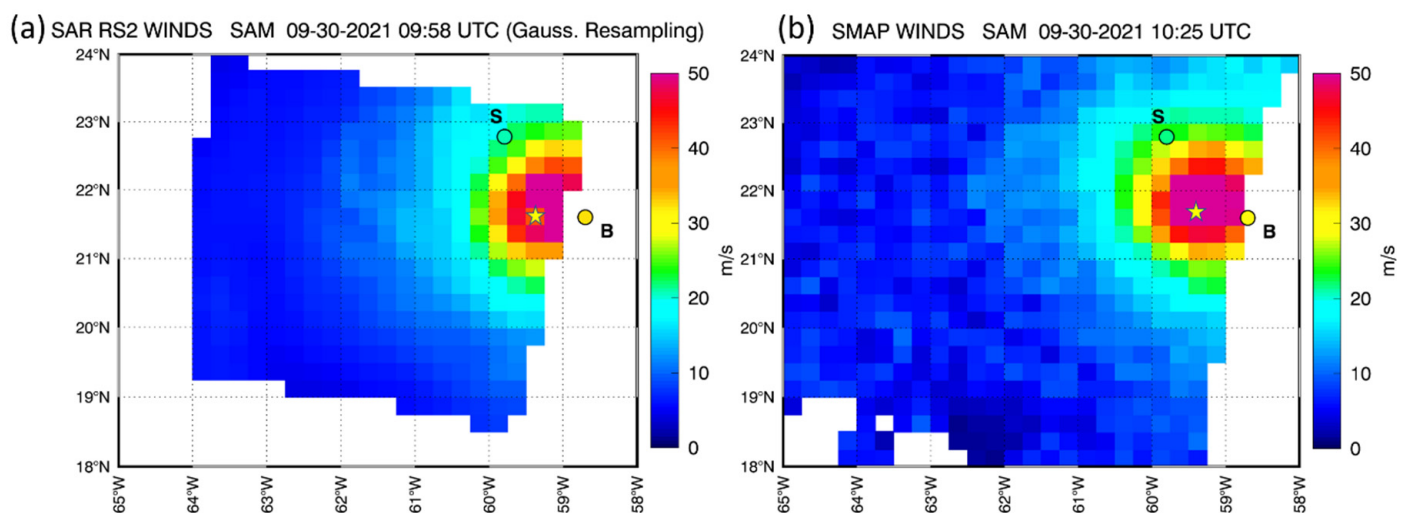 (a) SAR RS2 WINDS SAM 09-30-2021 09:58 UTC (Gauss. Resampling)
24°N
23°N
22°N
21°N
20°N
19°N
18°N
65°W
64°W
63°W
62°W
61°W
60°W
59°W
58°W
S
B
50
40
30
20
10
0
m/s
(b) SMAP WINDS SAM 09-30-2021 10:25 UTC
24°N
23°N
22°N
21°N
20°N
19°N
18°N
65°W
64°W
63°W
62°W
61°W
60°W
59°W
58°W
S
B
50
40
30
20
10
0
m/s